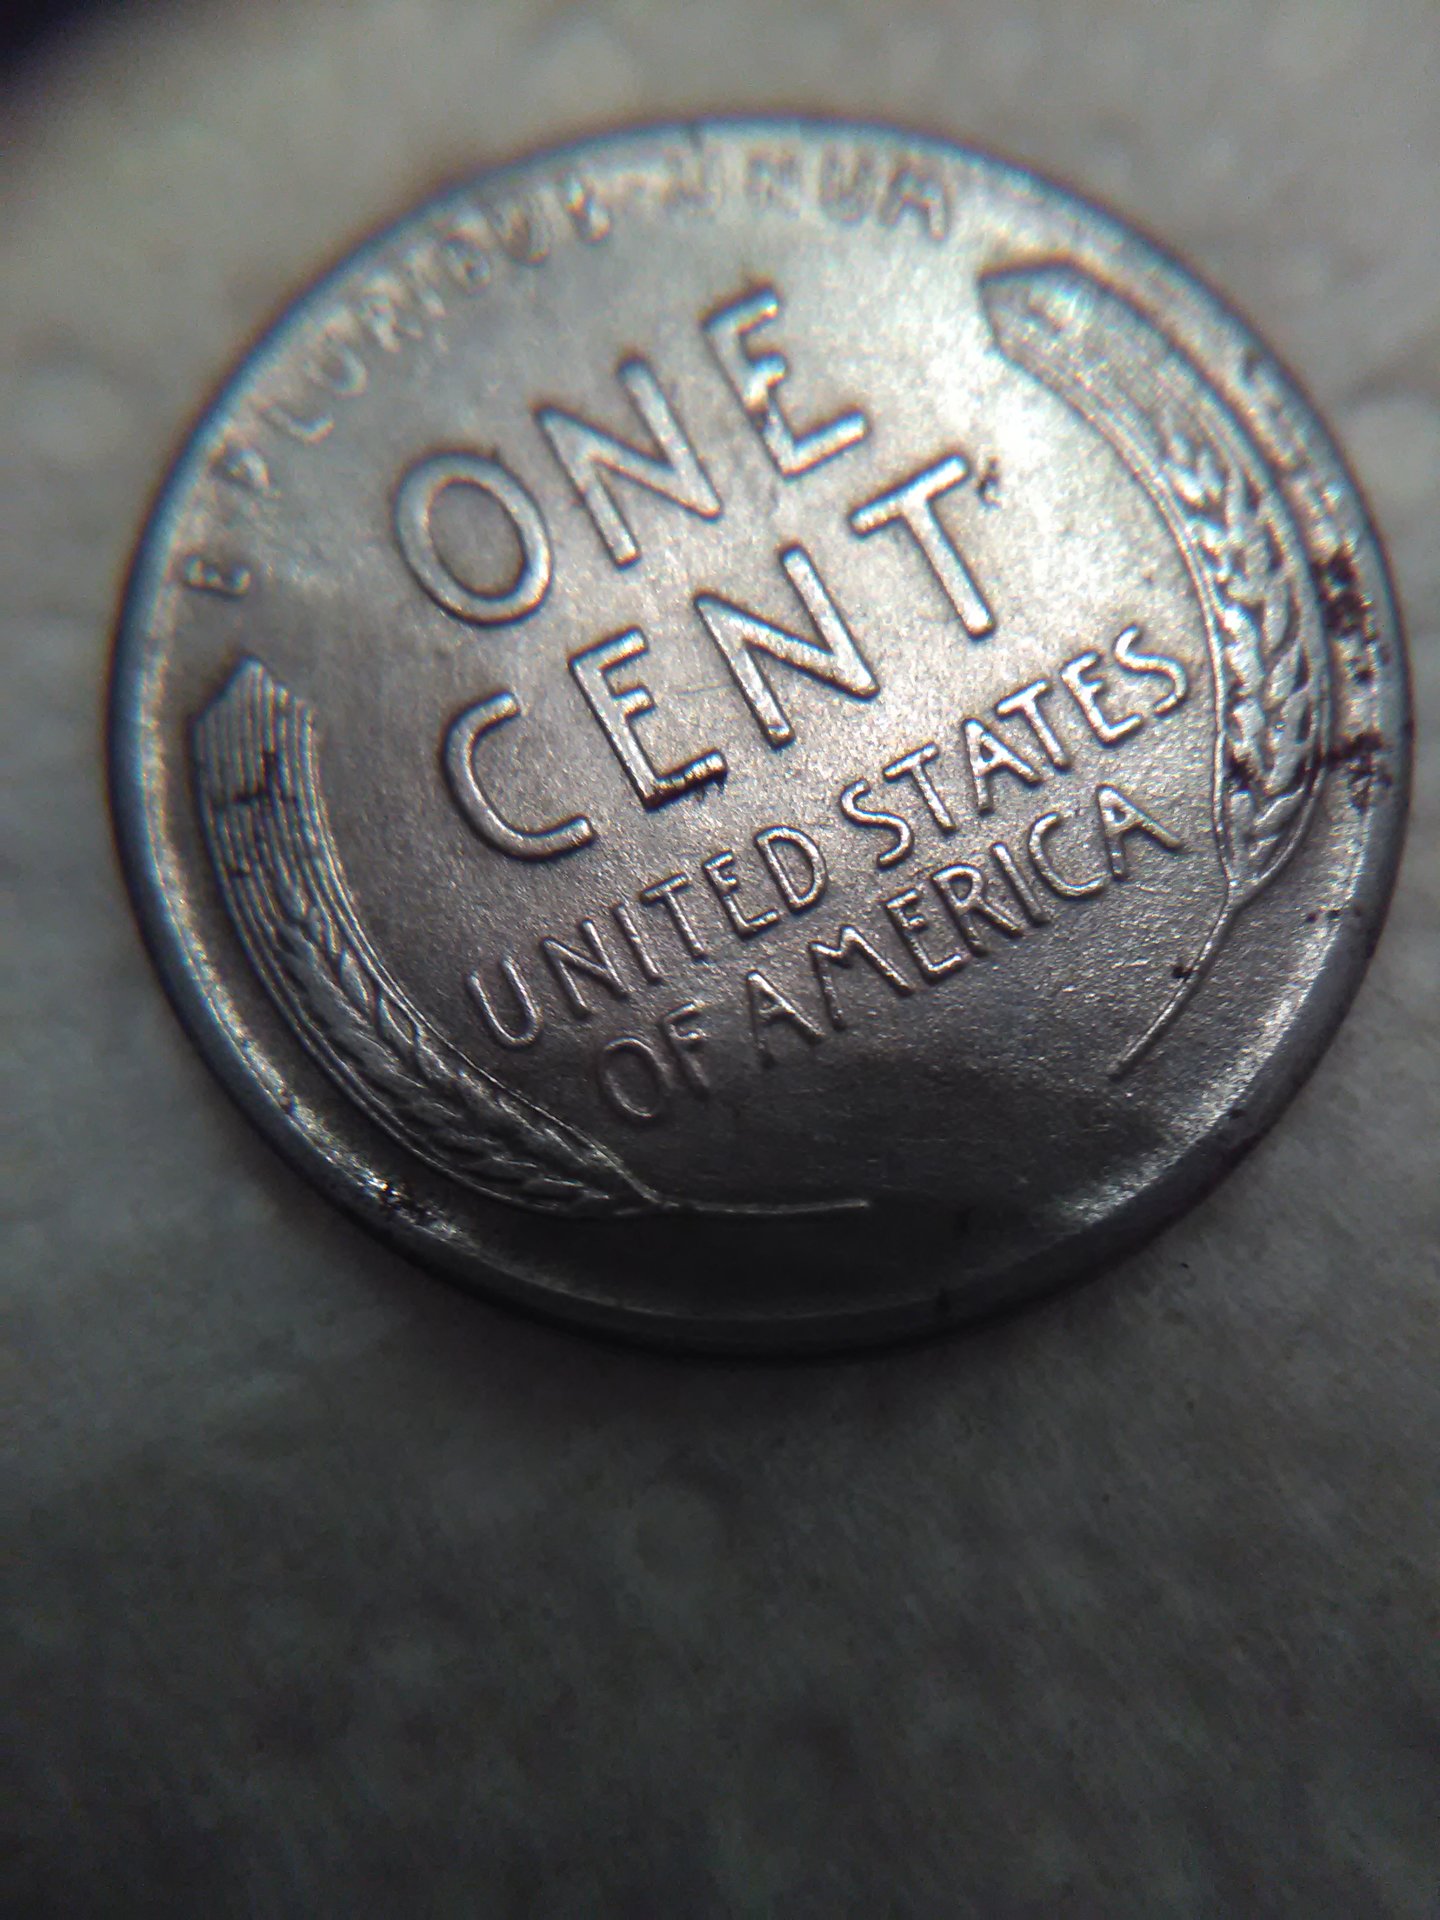 E PLURIBUS UNUM
ONE
CENT
UNITED STATES
OF AMERICA